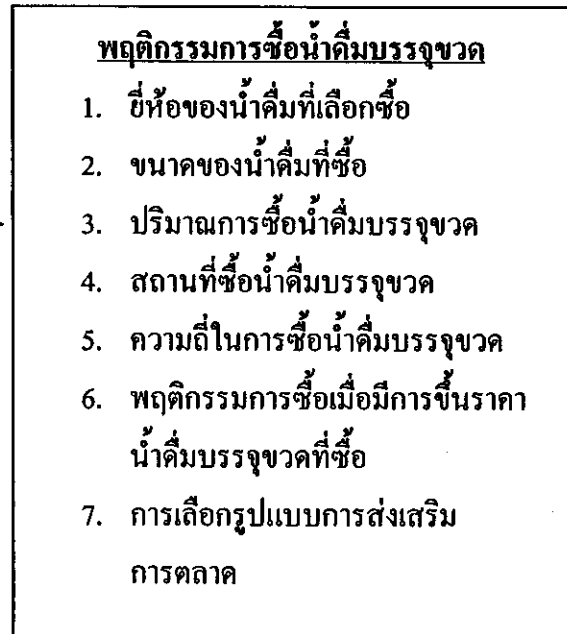 พฤติกรรมการซื้อน้ำดื่มบรรจุขวด
1. ยี่ห้อของน้ำดื่มที่เลือกซื้อ
2. ขนาดของน้ำดื่มที่ซื้อ
3. ปริมาณการซื้อน้ำดื่มบรรจุขวด
4. สถานที่ซื้อน้ำดื่มบรรจุขวด
5. ความถี่ในการซื้อน้ำดื่มบรรจุขวด
6. พฤติกรรมการซื้อเมื่อมีการขึ้นราคา
น้ำดื่มบรรจุขวดที่ซื้อ
7. การเลือกรูปแบบการส่งเสริม
การตลาด